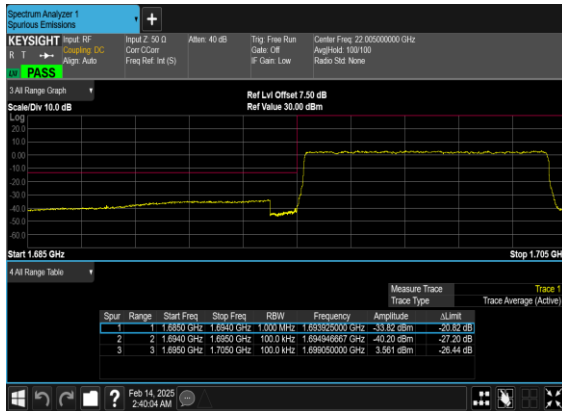 Spectrum Analyzer 1
Spurious Emissions
KEYSIGHT Input: RF Input Z: 50 Ω Atten: 40 dB Trig: Free Run Center Freq: 22.005000000 GHz
R T Coupling: DC Corr CCorr Gate: Off Avg|Hold: 100/100
Align: Auto Freq Ref: Int (S) IF Gain: Low Radio Std: None
PASS
3 All Range Graph
Ref Lvl Offset 7.50 dB
Scale/Div 10.0 dB Ref Value 30.00 dBm
Log
20.0
10.0
0.00
-10.0
-20.0
-30.0
-40.0
-50.0
-60.0
Start 1.685 GHz Stop 1.705 GH
4 All Range Table
Measure Trace Trace 1
Trace Type Trace Average (Active)
Spur Range Start Freq Stop Freq RBW Frequency Amplitude ΔLimit
1 1 1.6850 GHz 1.6940 GHz 1.000 MHz 1.693925000 GHz -33.82 dBm -20.82 dB
2 2 1.6940 GHz 1.6950 GHz 100.0 kHz 1.694946667 GHz -40.20 dBm -27.20 dB
3 3 1.6950 GHz 1.7050 GHz 100.0 kHz 1.699050000 GHz 3.561 dBm -26.44 dB
? Feb 14, 2025
2:40:04 AM